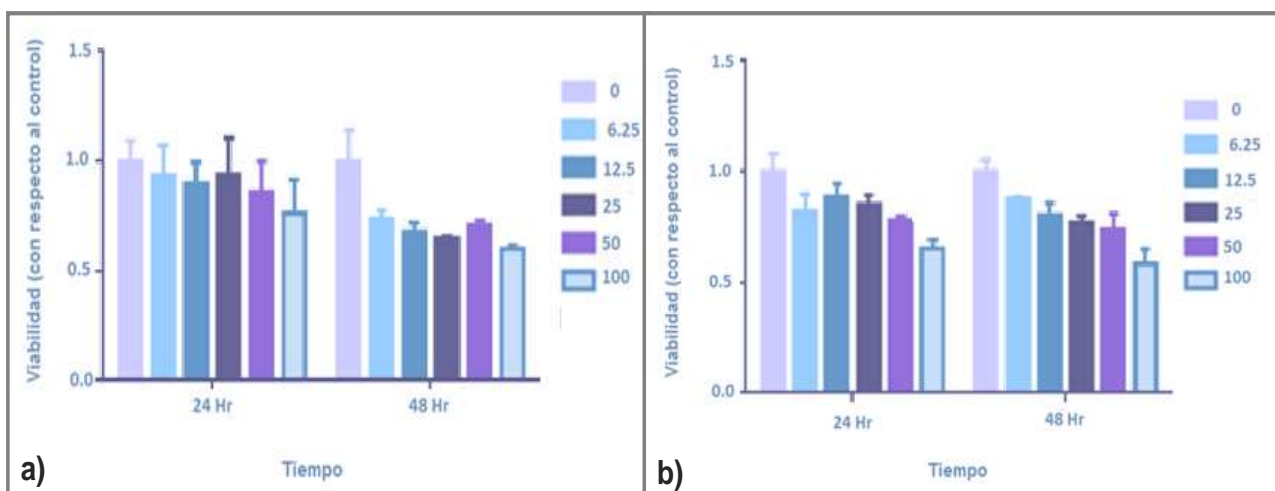 Viabilidad (con respecto al control)
1.5
1.0
0.5
0.0
24 Hr
48 Hr
Tiempo
0
6.25
12.5
25
50
100
a)
Viabilidad (con respecto al control)
1.5
1.0
0.5
0.0
24 Hr
48 Hr
Tiempo
0
6.25
12.5
25
50
100
b)